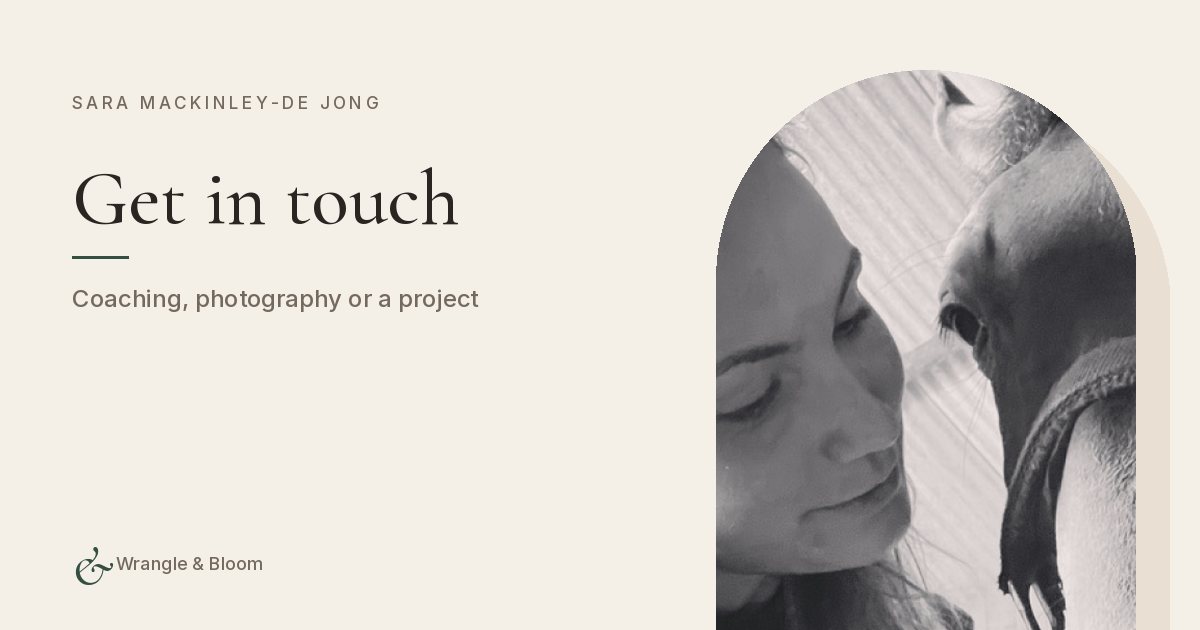 SARA MACKINLEY-DE JONG
Get in touch
Coaching, photography or a project
& Wrangle & Bloom